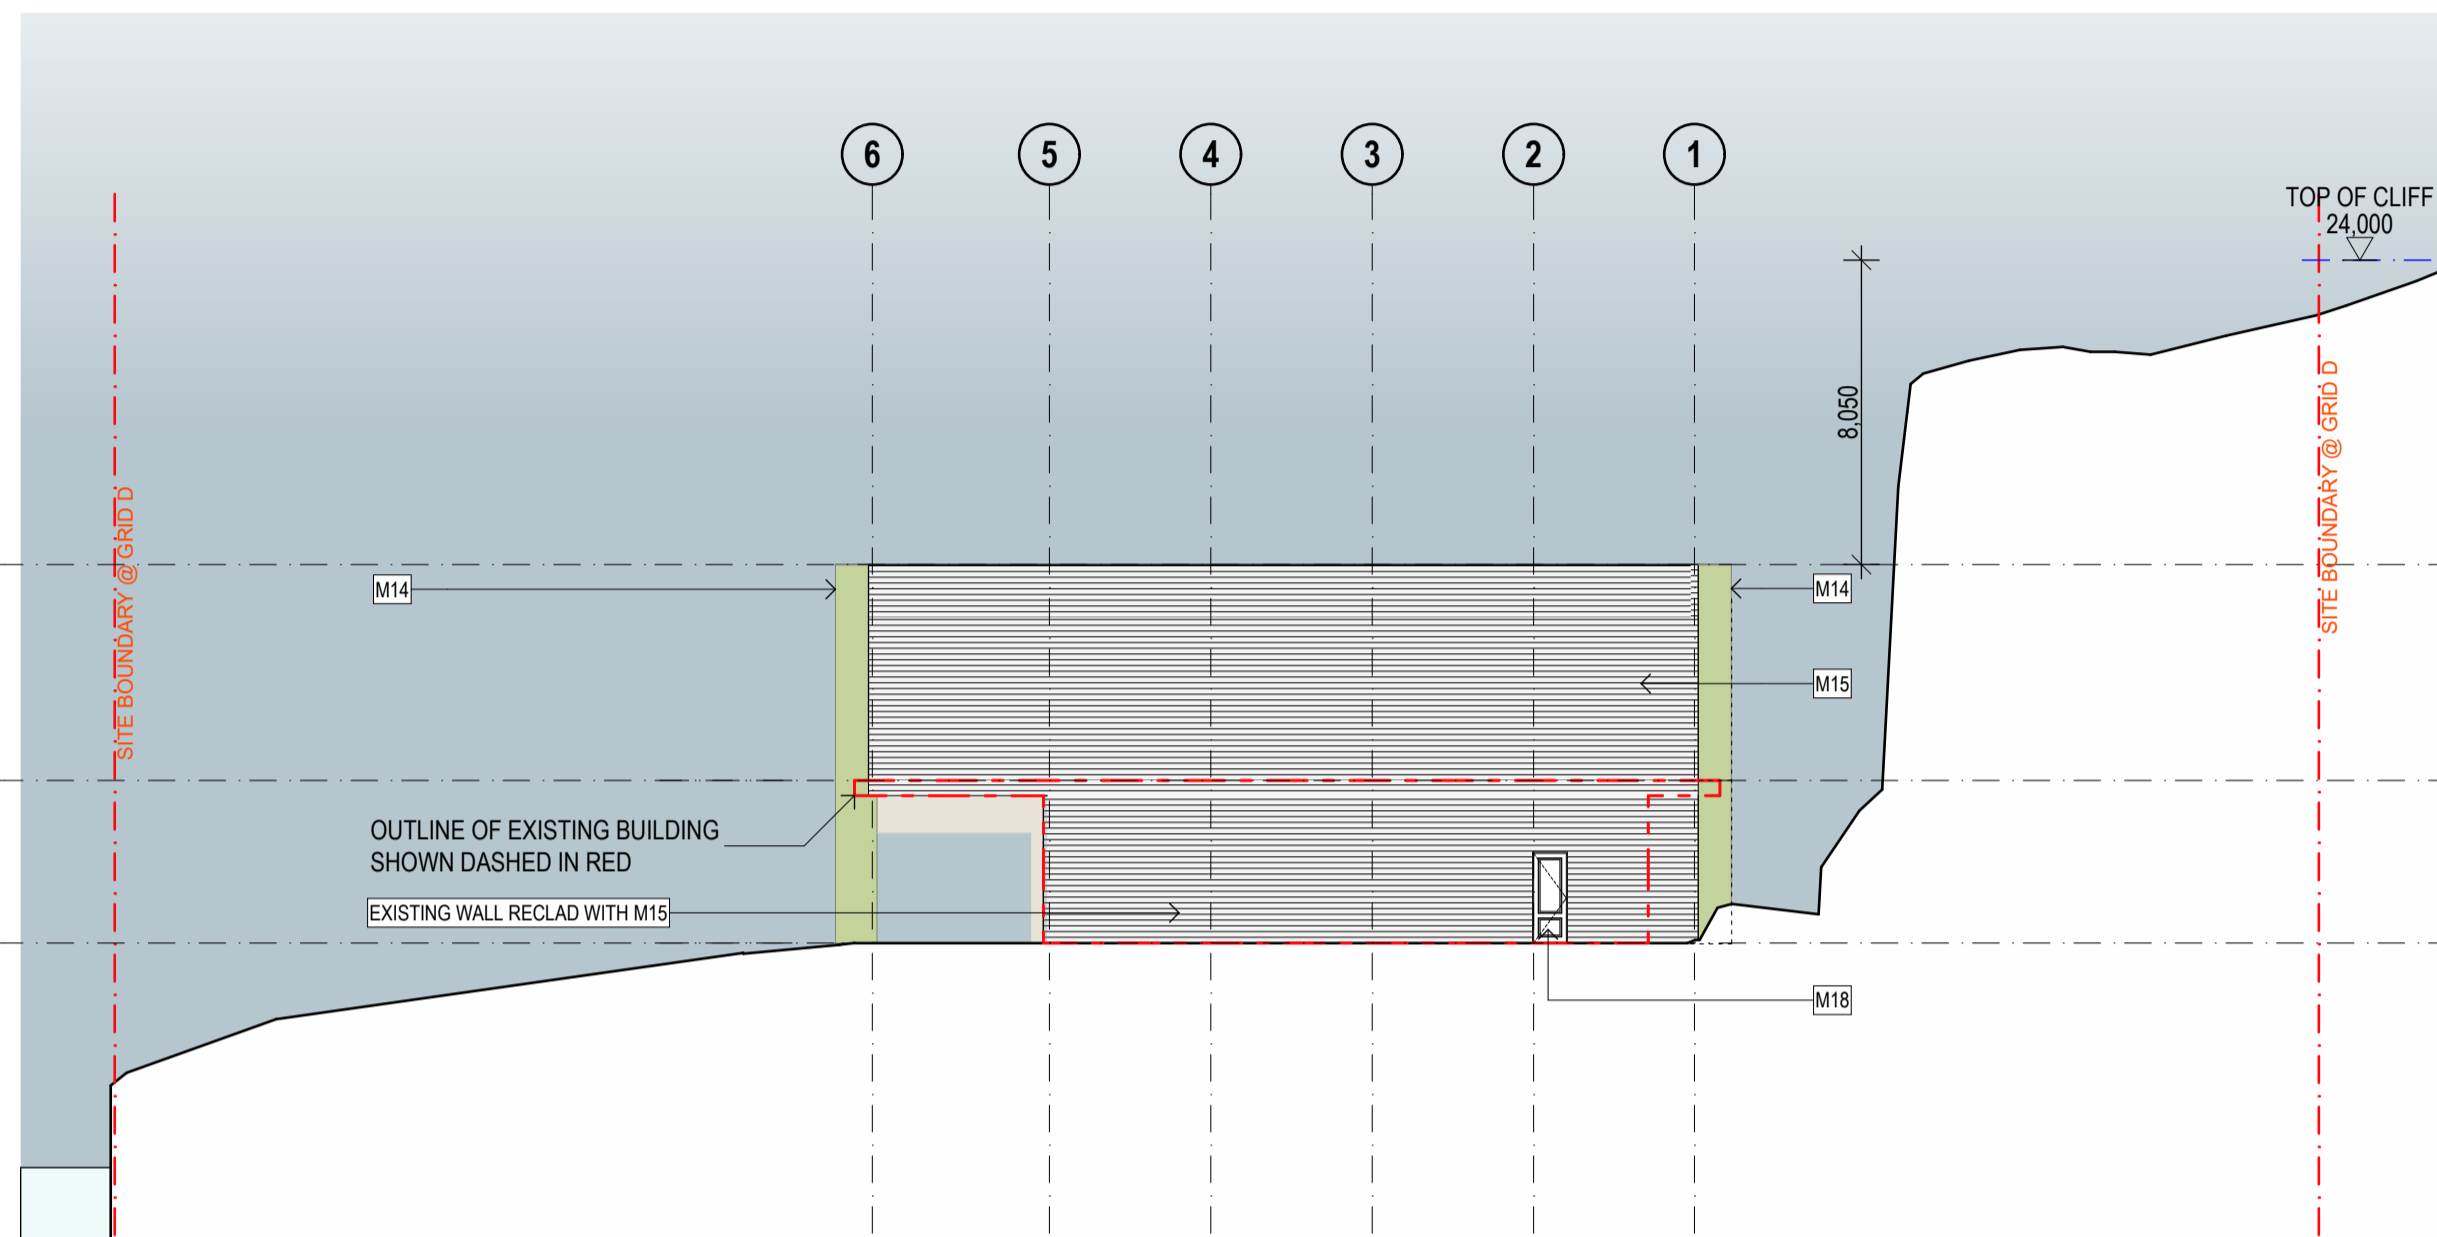 6
5
4
3
2
1
TOP OF CLIFF
24,000
8,050
SITE BOUNDARY @ GRID D
SITE BOUNDARY @ GRID D
M14
M14
M15
OUTLINE OF EXISTING BUILDING
SHOWN DASHED IN RED
EXISTING WALL RECLAD WITH M15
M18